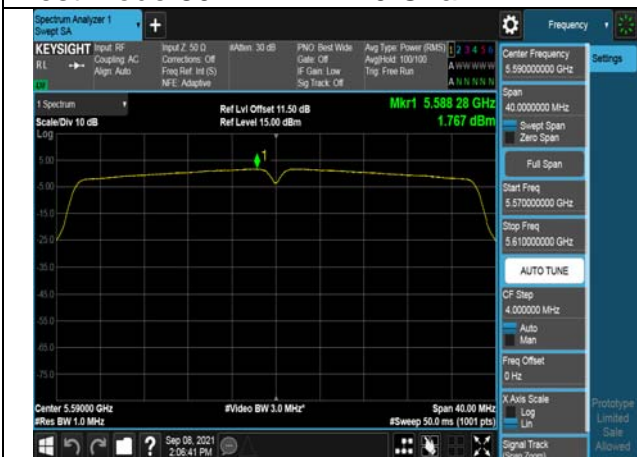 Spectrum Analyzer 1
Swept SA
+
Frequency
KEYSIGHT
RL
Input: RF
Coupling: AC
Align: Auto
Input Z: 50 Ω
Corrections: Off
Freq Ref: Int (S)
NFE: Adaptive
#Atten: 30 dB
PNO: Best Wide
Gate: Off
IF Gain: Low
Sig Track: Off
Avg Type: Power (RMS)
Avg|Hold: 100/100
Trig: Free Run
1 2 3 4 5 6
A W W W W W
A N N N N N
1 Spectrum
Scale/Div 10 dB
Log
Ref Lvl Offset 11.50 dB
Ref Level 15.00 dBm
Mkr1 5.588 28 GHz
1.767 dBm
1
5.00
-5.00
-15.0
-25.0
-35.0
-45.0
-55.0
-65.0
-75.0
Center 5.59000 GHz
#Res BW 1.0 MHz
#Video BW 3.0 MHz*
Span 40.00 MHz
#Sweep 50.0 ms (1001 pts)
Sep 08, 2021
2:06:41 PM
Center Frequency
5.590000000 GHz
Settings
Span
40.0000000 MHz
Swept Span
Zero Span
Full Span
Start Freq
5.570000000 GHz
Stop Freq
5.610000000 GHz
AUTO TUNE
CF Step
4.000000 MHz
Auto
Man
Freq Offset
0 Hz
X Axis Scale
Log
Lin
Signal Track
(Span Zoom)
Prototype
Limited
Sale
Allowed